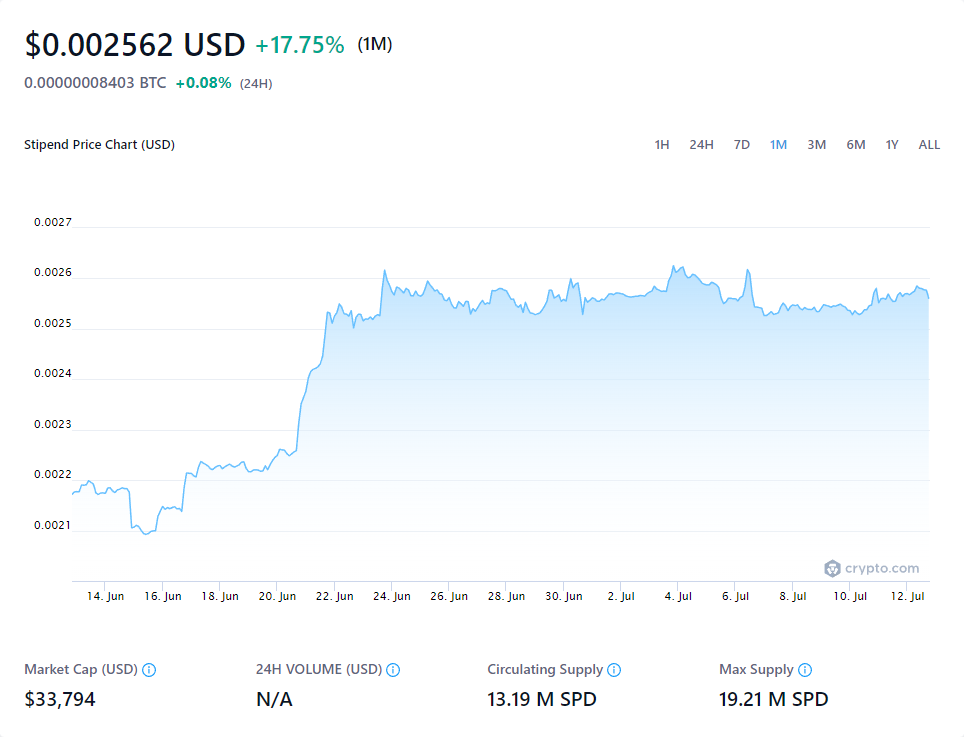 $0.002562 USD +17.75% (1M)
0.00000008403 BTC +0.08% (24H)
Stipend Price Chart (USD) 1H 24H 7D 1M 3M 6M 1Y ALL
0.0027
0.0026
0.0025
0.0024
0.0023
0.0022
0.0021
crypto.com
14. Jun 16. Jun 18. Jun 20. Jun 22. Jun 24. Jun 26. Jun 28. Jun 30. Jun 2. Jul 4. Jul 6. Jul 8. Jul 10. Jul 12. Jul
Market Cap (USD) 24H VOLUME (USD) Circulating Supply Max Supply
$33,794 N/A 13.19 M SPD 19.21 M SPD